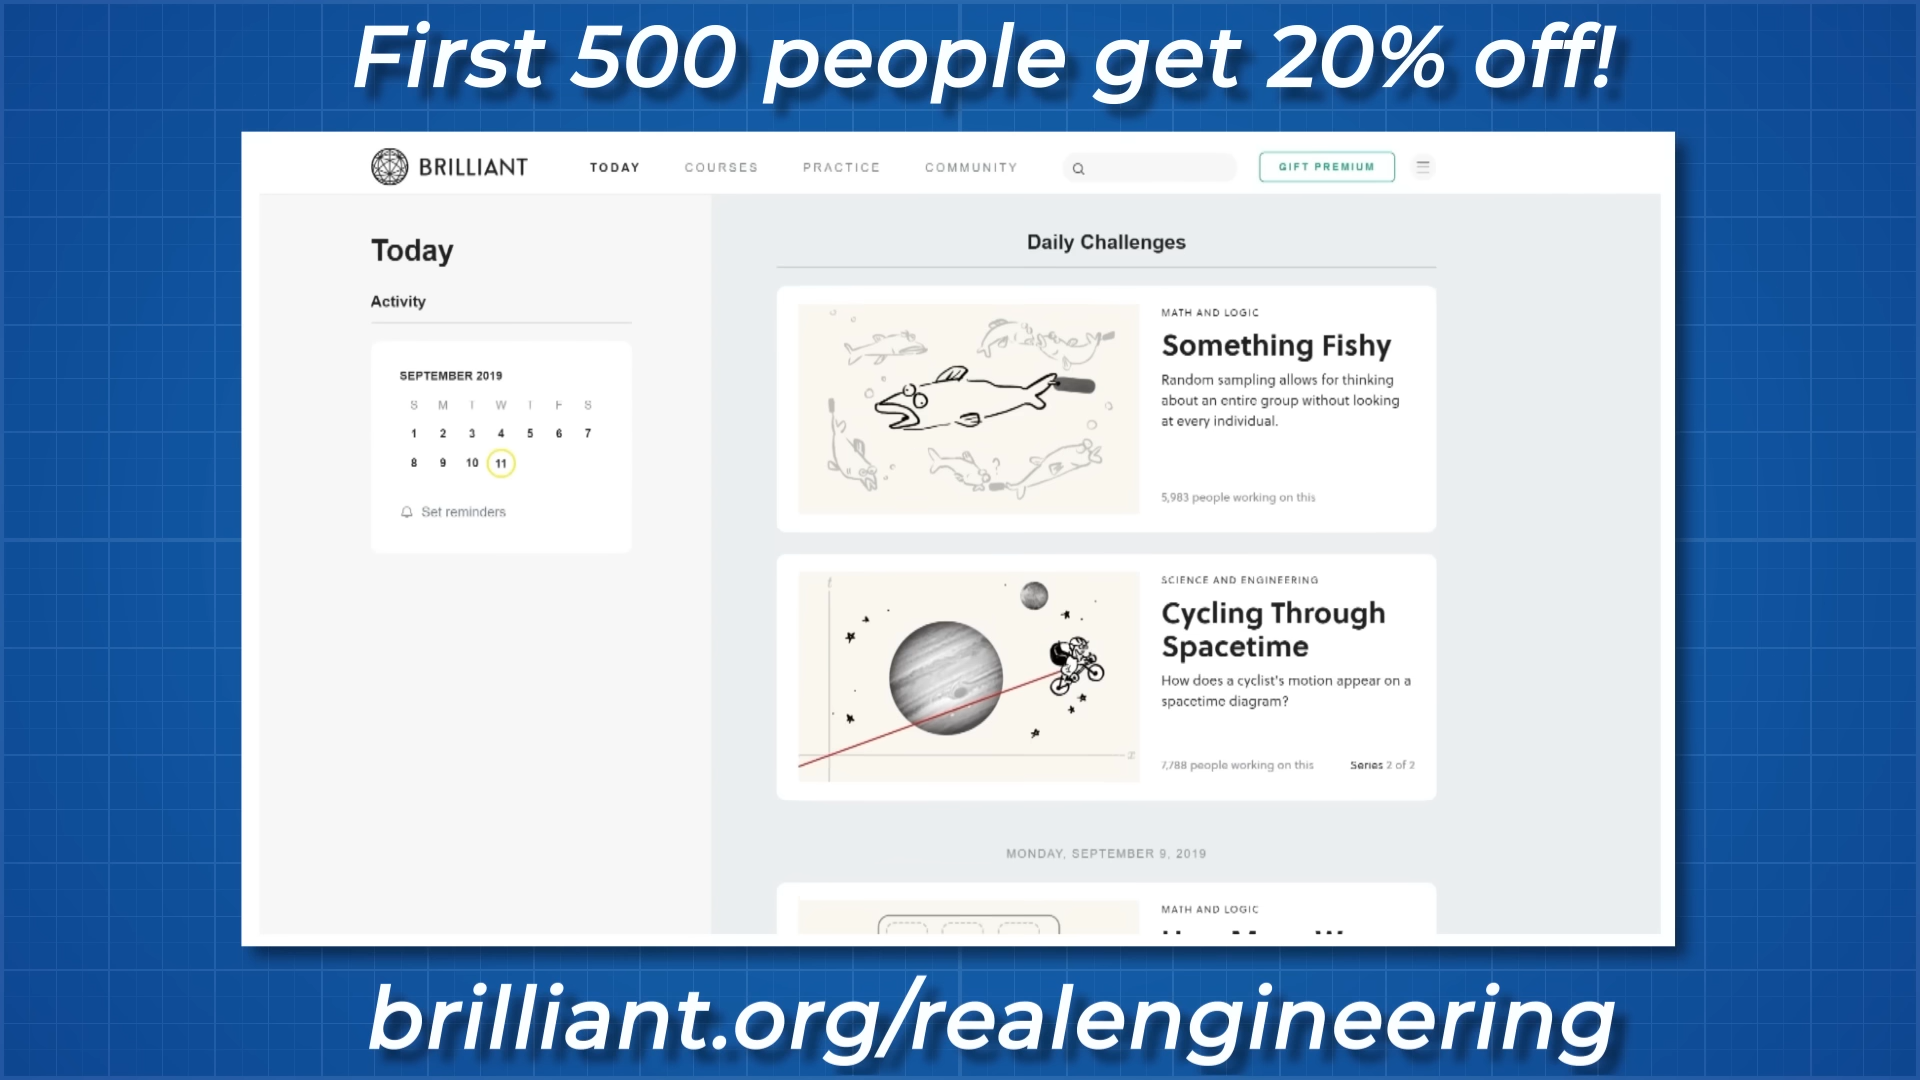 First 500 people get 20% off!
BRILLIANT
TODAY
COURSES
PRACTICE
COMMUNITY
GIFT PREMIUM
Today
Activity
SEPTEMBER 2019
S M T W T F S
1 2 3 4 5 6 7
8 9 10 11
Set reminders
Daily Challenges
MATH AND LOGIC
Something Fishy
Random sampling allows for thinking
about an entire group without looking
at every individual.
5,983 people working on this
SCIENCE AND ENGINEERING
Cycling Through
Spacetime
How does a cyclist's motion appear on a
spacetime diagram?
7,788 people working on this
Series 2 of 2
MONDAY, SEPTEMBER 9, 2019
MATH AND LOGIC
brilliant.org/realengineering